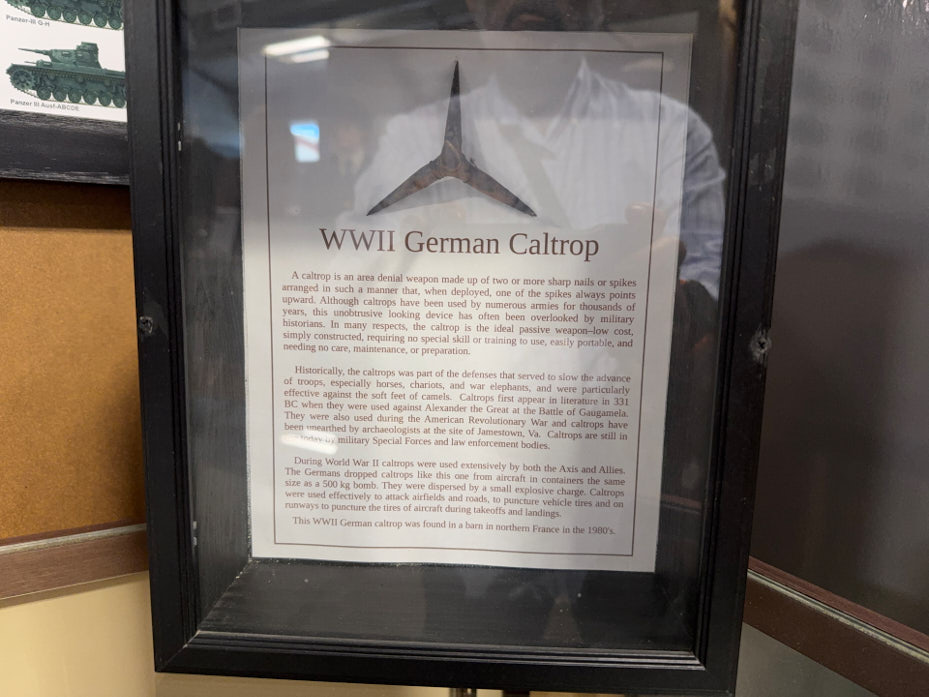 Panzer-III G-H
Panzer III Ausf-ABCDE
WWII German Caltrop
A caltrop is an area denial weapon made up of two or more sharp nails or spikes
arranged in such a manner that, when deployed, one of the spikes always points
upward. Although caltrops have been used by numerous armies for thousands of
years, this unobtrusive looking device has often been overlooked by military
historians. In many respects, the caltrop is the ideal passive weapon–low cost,
simply constructed, requiring no special skill or training to use, easily portable, and
needing no care, maintenance, or preparation.
Historically, the caltrops was part of the defenses that served to slow the advance
of troops, especially horses, chariots, and war elephants, and were particularly
effective against the soft feet of camels. Caltrops first appear in literature in 331
BC when they were used against Alexander the Great at the Battle of Gaugamela.
They were also used during the American Revolutionary War and caltrops have
been unearthed by archaeologists at the site of Jamestown, Va. Caltrops are still in
today by military Special Forces and law enforcement bodies.
During World War II caltrops were used extensively by both the Axis and Allies.
The Germans dropped caltrops like this one from aircraft in containers the same
size as a 500 kg bomb. They were dispersed by a small explosive charge. Caltrops
were used effectively to attack airfields and roads, to puncture vehicle tires and on
runways to puncture the tires of aircraft during takeoffs and landings.
This WWII German caltrop was found in a barn in northern France in the 1980's.